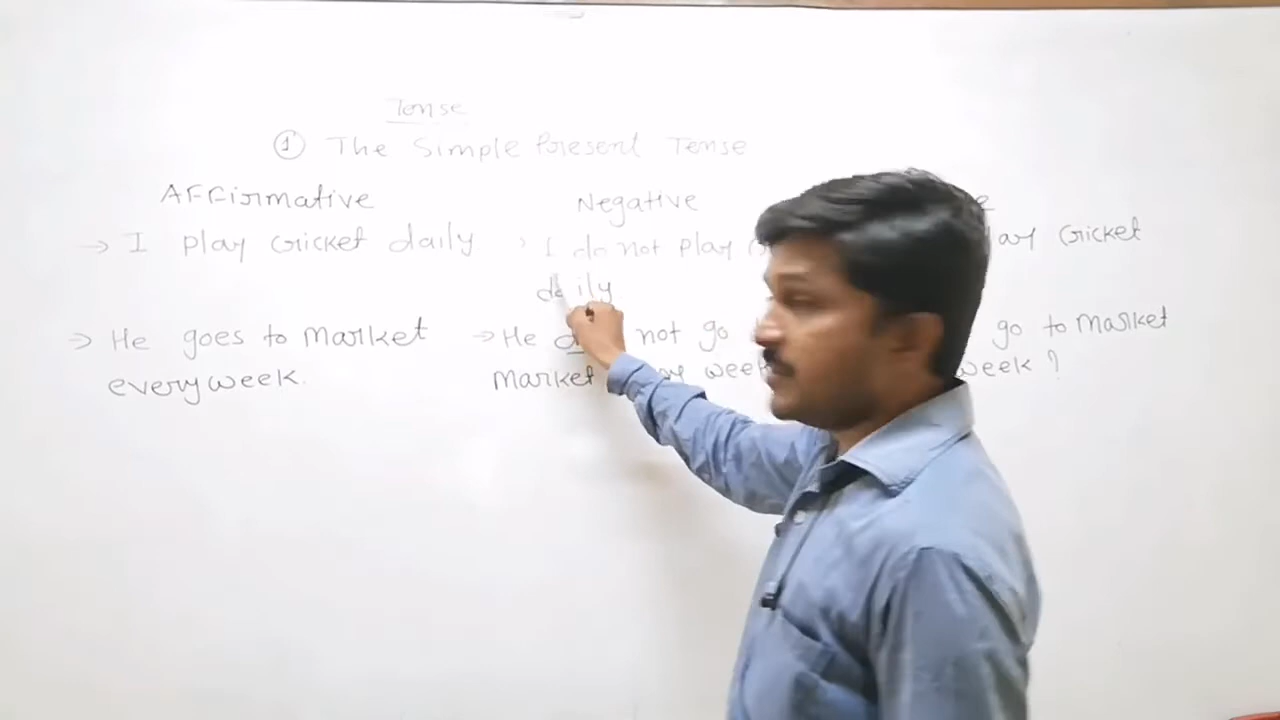 Tense
① The Simple Present Tense
Affirmative
Negative
→ I play cricket daily
→ I do not play
daily
cricket
→ He goes to market
everyweek.
→ He not go
market week
go to market
week ?